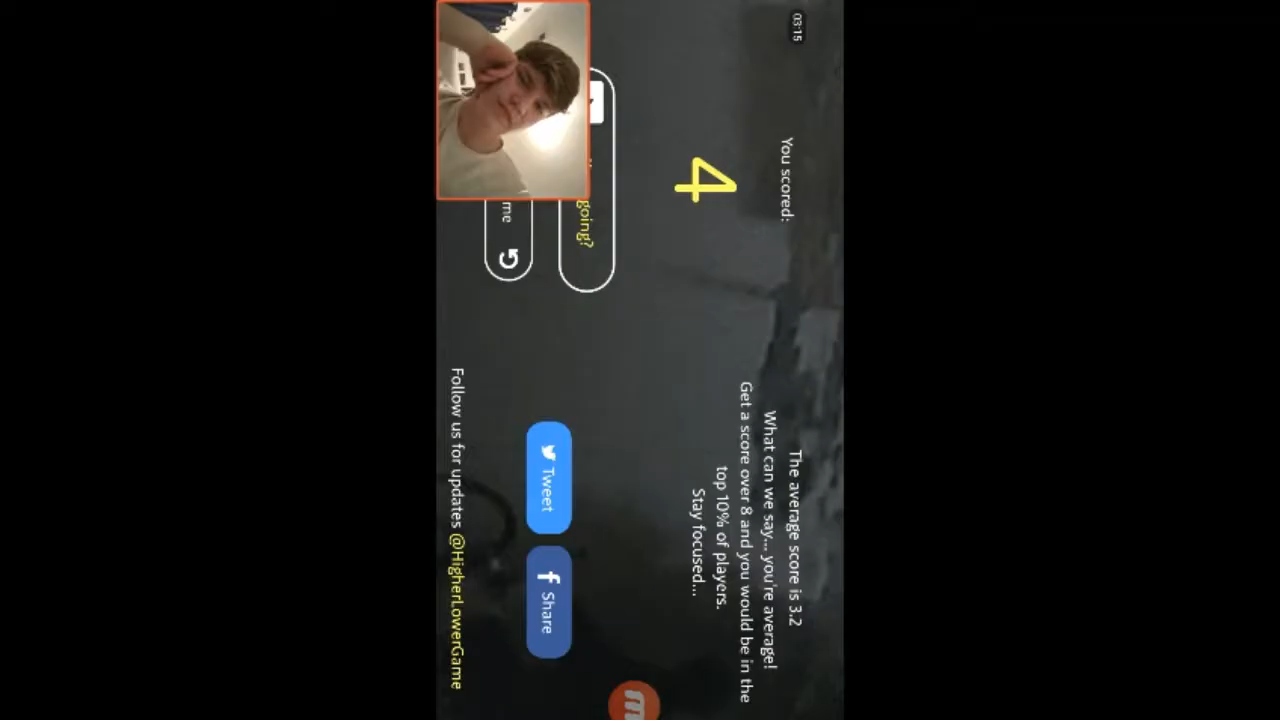 03:15
You scored:
4
going?
me
The average score is 3.2
What can we say... you're average!
Get a score over 8 and you would be in the
top 10% of players.
Stay focused...
Tweet
Share
Follow us for updates @HigherLowerGame